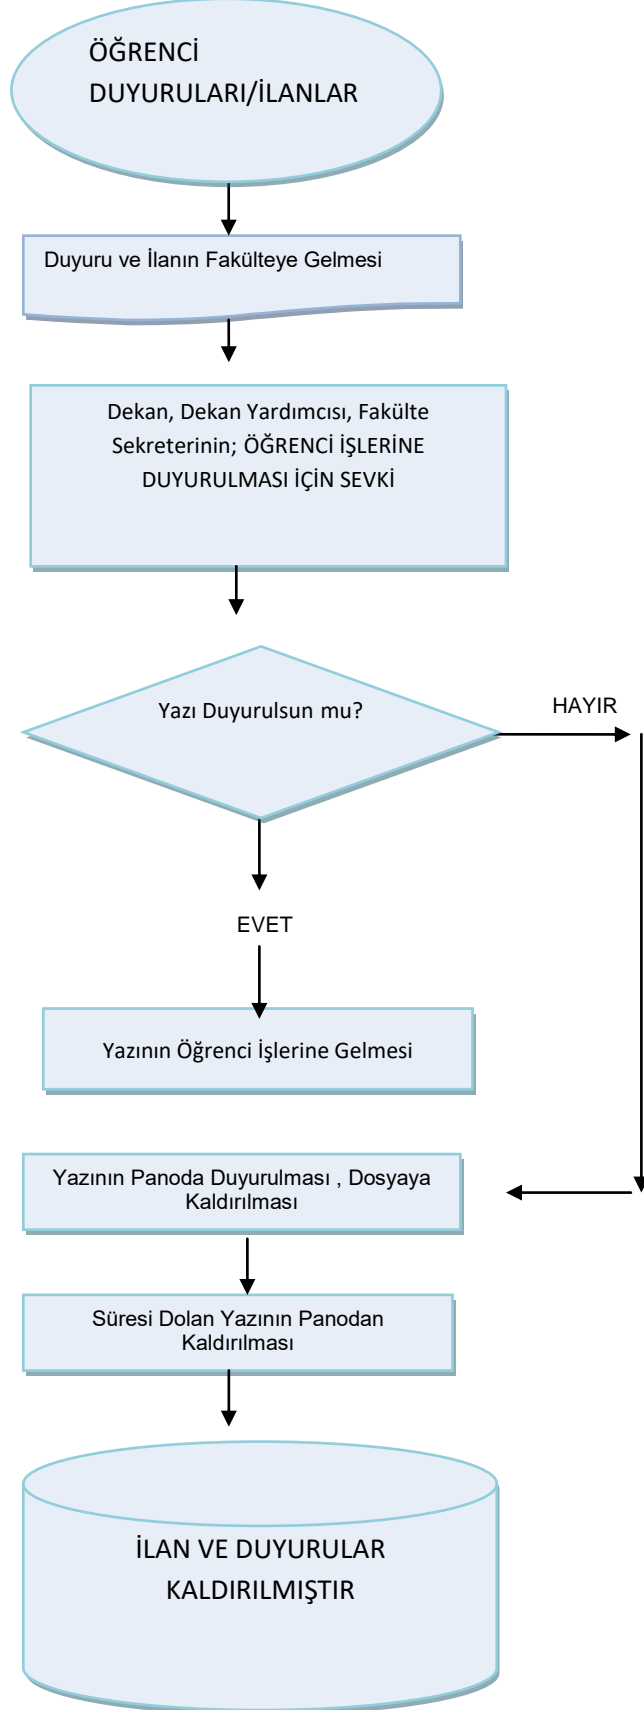 ÖĞRENCİ
DUYURULARI/İLANLAR
Duyuru ve İlanın Fakülteye Gelmesi
Dekan, Dekan Yardımcısı, Fakülte
Sekreterinin; ÖĞRENCİ İŞLERİNE
DUYURULMASI İÇİN SEVKİ
Yazı Duyurulsun mu?
HAYIR
EVET
Yazının Öğrenci İşlerine Gelmesi
Yazının Panoda Duyurulması , Dosyaya
Kaldırılması
Süresi Dolan Yazının Panodan
Kaldırılması
İLAN VE DUYURULAR
KALDIRILMIŞTIR